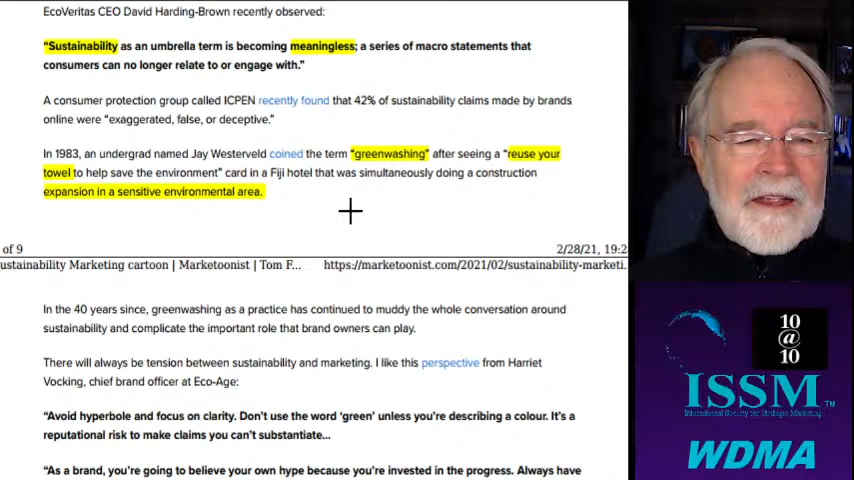 EcoVeritas CEO David Harding-Brown recently observed:
“Sustainability as an umbrella term is becoming meaningless; a series of macro statements that
consumers can no longer relate to or engage with.”
A consumer protection group called ICPEN recently found that 42% of sustainability claims made by brands
online were “exaggerated, false, or deceptive.”
In 1983, an undergrad named Jay Westerveld coined the term “greenwashing” after seeing a “reuse your
towel to help save the environment” card in a Fiji hotel that was simultaneously doing a construction
expansion in a sensitive environmental area.
of 9
2/28/21, 19:2
ustainability Marketing cartoon | Marketoonist | Tom F...
https://marketoonist.com/2021/02/sustainability-marketi.
In the 40 years since, greenwashing as a practice has continued to muddy the whole conversation around
sustainability and complicate the important role that brand owners can play.
There will always be tension between sustainability and marketing. I like this perspective from Harriet
Vocking, chief brand officer at Eco-Age:
“Avoid hyperbole and focus on clarity. Don’t use the word ‘green’ unless you’re describing a colour. It’s a
reputational risk to make claims you can’t substantiate...
“As a brand, you’re going to believe your own hype because you’re invested in the progress. Always have
10
@
10
ISSM TM
International Society for Strategic Marketing
WDMA